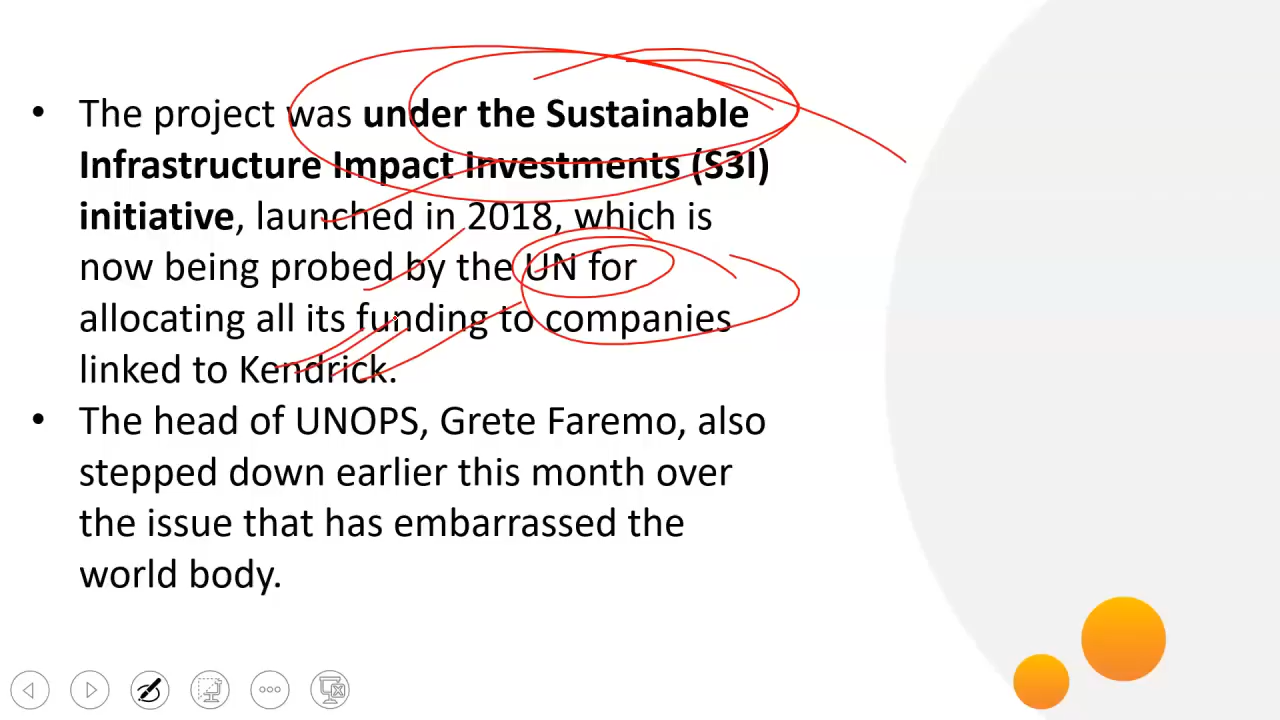 • The project was under the Sustainable
Infrastructure Impact Investments (S3I)
initiative, launched in 2018, which is
now being probed by the UN for
allocating all its funding to companies
linked to Kendrick.
• The head of UNOPS, Grete Faremo, also
stepped down earlier this month over
the issue that has embarrassed the
world body.